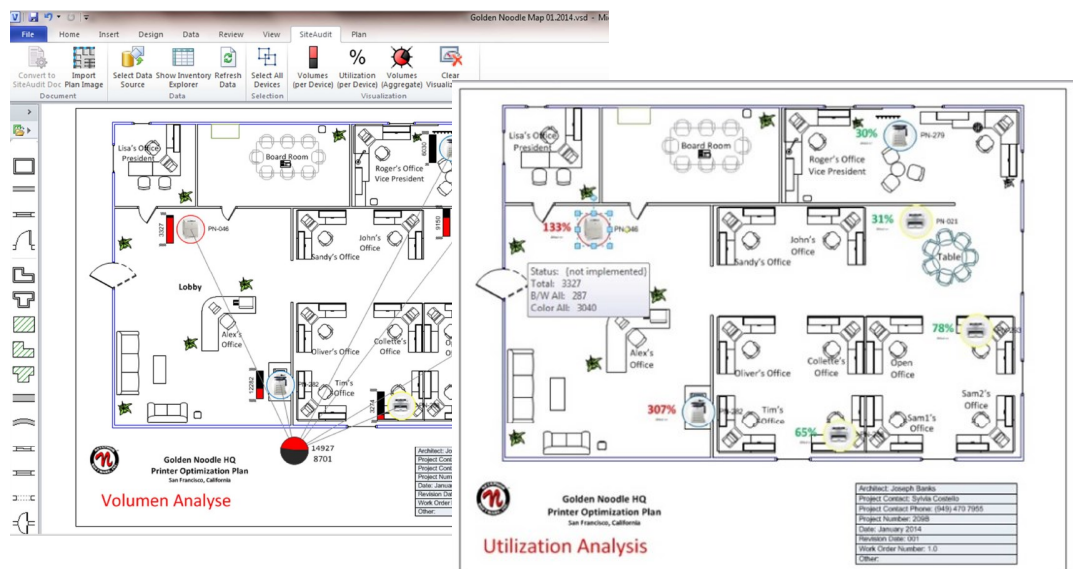 Golden Noodle Map 01.2014.vsd - Mi
File Home Insert Design Data Review View SiteAudit Plan
Convert to SiteAudit Doc
Import Plan Image
Select Data Source
Show Inventory Explorer
Refresh Data
Select All Devices
Volumes (per Device)
Utilization (per Device)
Volumes (Aggregate)
Clear
Document Data Selection Visualization
Lisa's Office
President
Board Room
6030
Roger's Office
Vice President
3327
PN-046
9150
John's
Office
Sandy's Office
Lobby
Alex's
Office
Oliver's Office
Collette's
Office
12262
PN-282
Tim's
Office
3274
14927
8701
Golden Noodle HQ
Printer Optimization Plan
San Francisco, California
Volumen Analyse
Lisa's Office
President
Board Room
30%
PN-279
Roger's Office
Vice President
133%
PN-046
31%
PN-021
John's
Office
Sandy's Office
Table
Status: (not implemented)
Total: 3327
B/W All: 287
Color All: 3040
Alex's
Office
78%
Oliver's Office
Collette's
Office
Open
Office
307%
Tim's
Office
65%
Sam1's
Office
Sam2's
Office
Golden Noodle HQ
Printer Optimization Plan
San Francisco, California
Utilization Analysis
Architect: Joseph Banks
Project Contact: Sylvia Costello
Project Contact Phone: (949) 470 7955
Project Number: 209B
Date: January 2014
Revision Date: 001
Work Order Number: 1.0
Other: